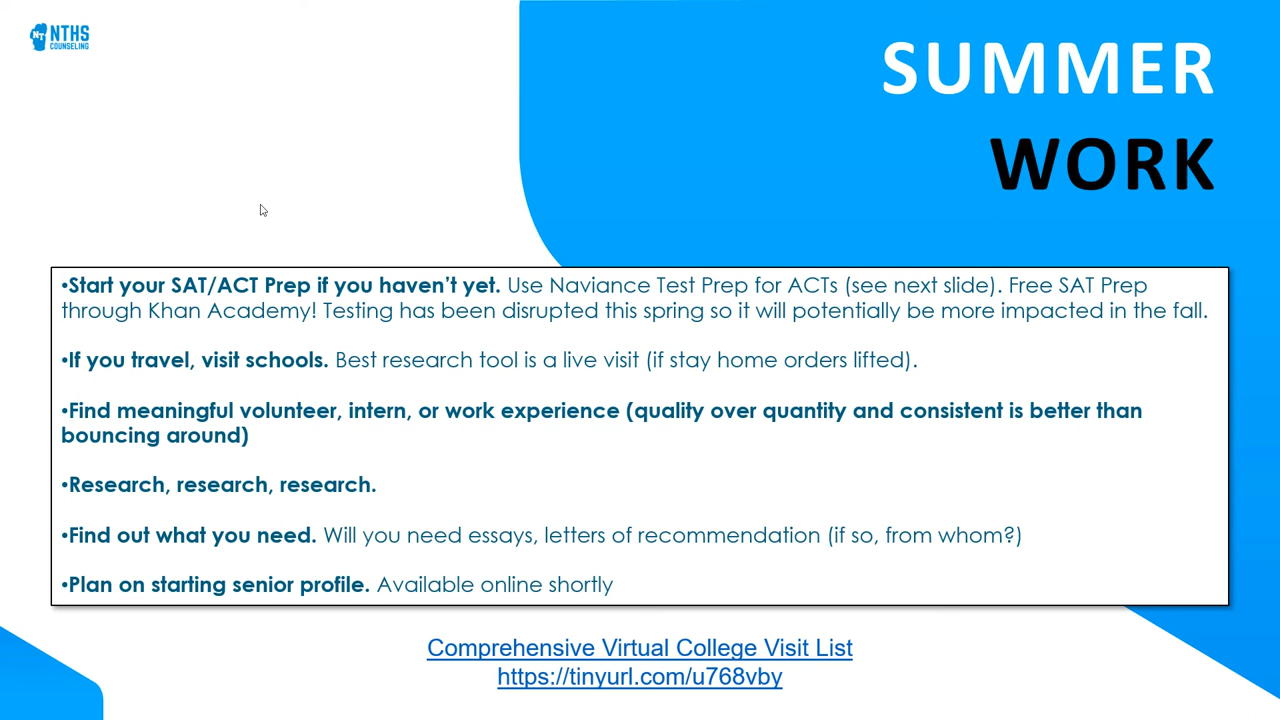 NT NTHS
COUNSELING
SUMMER
WORK
•Start your SAT/ACT Prep if you haven’t yet. Use Naviance Test Prep for ACTs (see next slide). Free SAT Prep
through Khan Academy! Testing has been disrupted this spring so it will potentially be more impacted in the fall.
•If you travel, visit schools. Best research tool is a live visit (if stay home orders lifted).
•Find meaningful volunteer, intern, or work experience (quality over quantity and consistent is better than
bouncing around)
•Research, research, research.
•Find out what you need. Will you need essays, letters of recommendation (if so, from whom?)
•Plan on starting senior profile. Available online shortly
Comprehensive Virtual College Visit List
https://tinyurl.com/u768vby